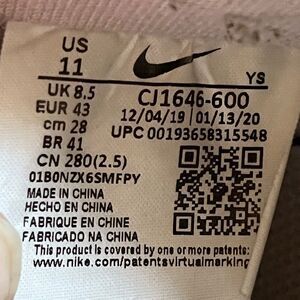 US
11
YS
UK 8.5
EUR 43
cm 28
BR 41
CN 280(2.5)
CJ1646-600
12/04/19 | 01/13/20
UPC 00193658315548
01B0NZX6SMFPY
MADE IN CHINA
HECHO EN CHINA
FABRIQUE EN CHINE
FABRICADO NA CHINA
This product is covered by one or more patents:
www.nike.com/patentsvirtualmarking